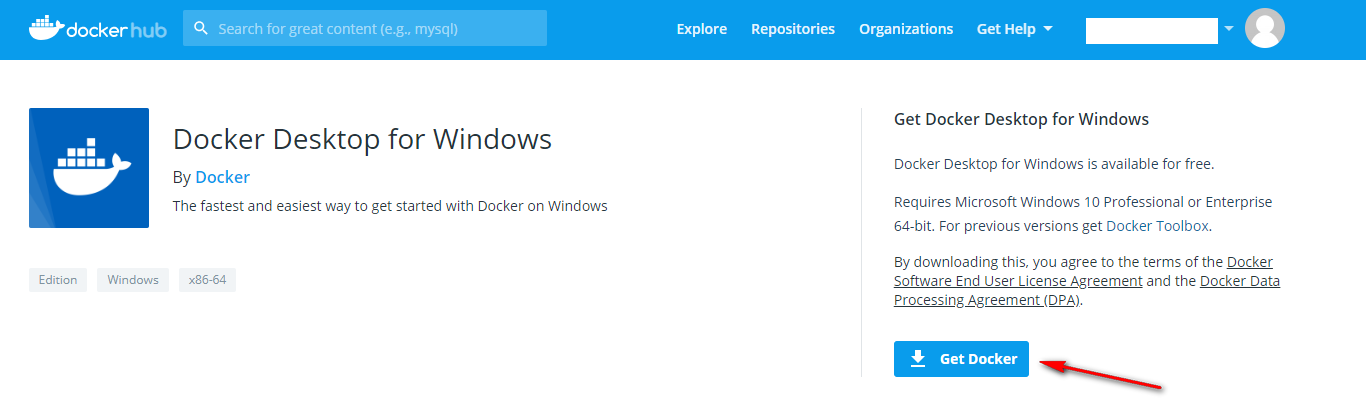 dockerhub
Search for great content (e.g., mysql)
Explore
Repositories
Organizations
Get Help
Docker Desktop for Windows
By Docker
The fastest and easiest way to get started with Docker on Windows
Edition
Windows
x86-64
Get Docker Desktop for Windows
Docker Desktop for Windows is available for free.
Requires Microsoft Windows 10 Professional or Enterprise
64-bit. For previous versions get Docker Toolbox.
By downloading this, you agree to the terms of the Docker
Software End User License Agreement and the Docker Data
Processing Agreement (DPA).
Get Docker